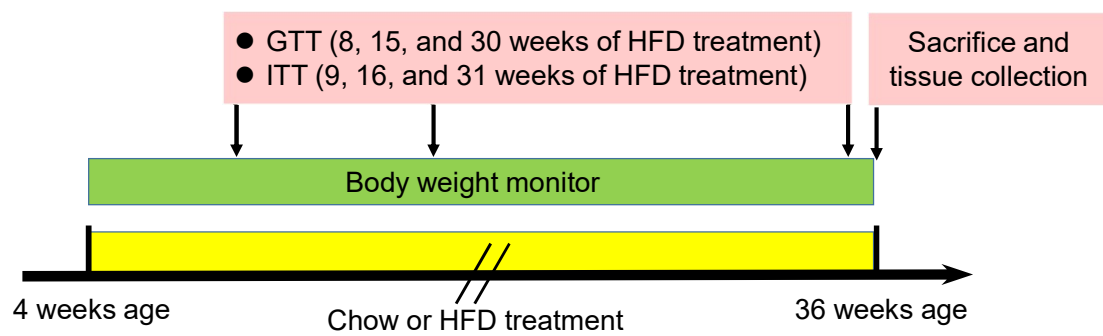 ● GTT (8, 15, and 30 weeks of HFD treatment)
● ITT (9, 16, and 31 weeks of HFD treatment)
Sacrifice and
tissue collection
Body weight monitor
4 weeks age
Chow or HFD treatment
36 weeks age